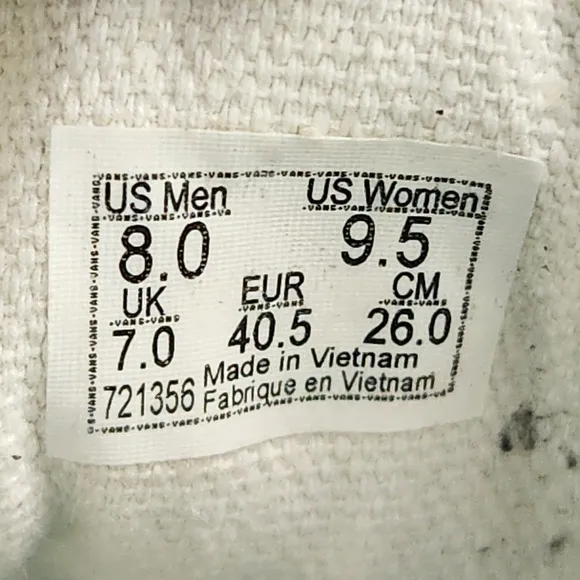 US Men US Women
8.0 9.5
UK EUR CM
7.0 40.5 26.0
Made in Vietnam
721356 Fabrique en Vietnam